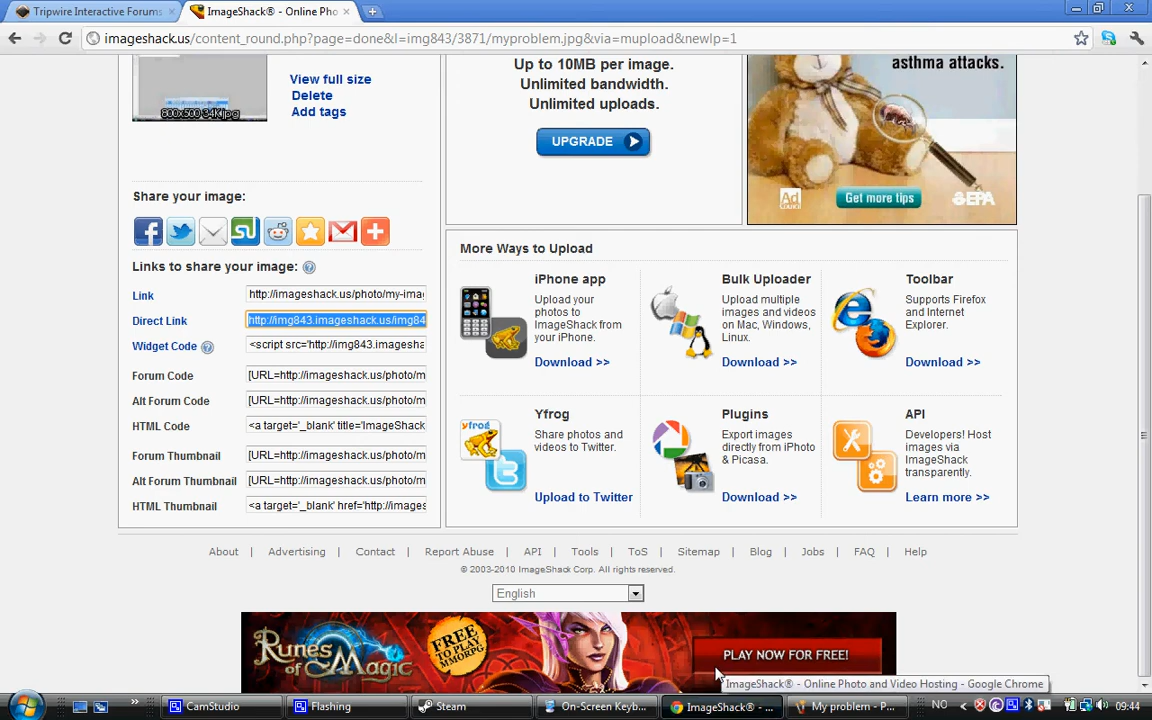 Tripwire Interactive Forums
ImageShack® - Online Pho
imageshack.us/content_round.php?page=done&l=img843/3871/myproblem.jpg&via=mupload&newlp=1
800x500 34K jpg
View full size
Delete
Add tags
Up to 10MB per image.
Unlimited bandwidth.
Unlimited uploads.
UPGRADE
asthma attacks.
Ad
Get more tips
EPA
Share your image:
Links to share your image:
Link
http://imageshack.us/photo/my-ima
Direct Link
http://img843.imageshack.us/img84
Widget Code
<script src='http://img843.imagesha
Forum Code
[URL=http://imageshack.us/photo/m
Alt Forum Code
[URL=http://imageshack.us/photo/m
HTML Code
<a target='_blank' title='ImageShack
Forum Thumbnail
[URL=http://imageshack.us/photo/m
Alt Forum Thumbnail
[URL=http://imageshack.us/photo/m
HTML Thumbnail
<a target='_blank' href='http://images
More Ways to Upload
iPhone app
Upload your
photos to
ImageShack from
your iPhone.
Download >>
Bulk Uploader
Upload multiple
images and videos
on Mac, Windows,
Linux.
Download >>
Toolbar
Supports Firefox
and Internet
Explorer.
Download >>
yfrog
Yfrog
Share photos and
videos to Twitter.
Upload to Twitter
Plugins
Export images
directly from iPhoto
& Picasa.
Download >>
API
Developers! Host
images via
ImageShack
transparently.
Learn more >>
About | Advertising | Contact | Report Abuse | API | Tools | ToS | Sitemap | Blog | Jobs | FAQ | Help
© 2003-2010 ImageShack Corp. All rights reserved.
English
Runes of Magic
FREE TO PLAY MMORPG
PLAY NOW FOR FREE!
ImageShack® - Online Photo and Video Hosting - Google Chrome
CamStudio
Flashing
Steam
On-Screen Keyb...
ImageShack® - ...
My problem - P...
NO
09:44